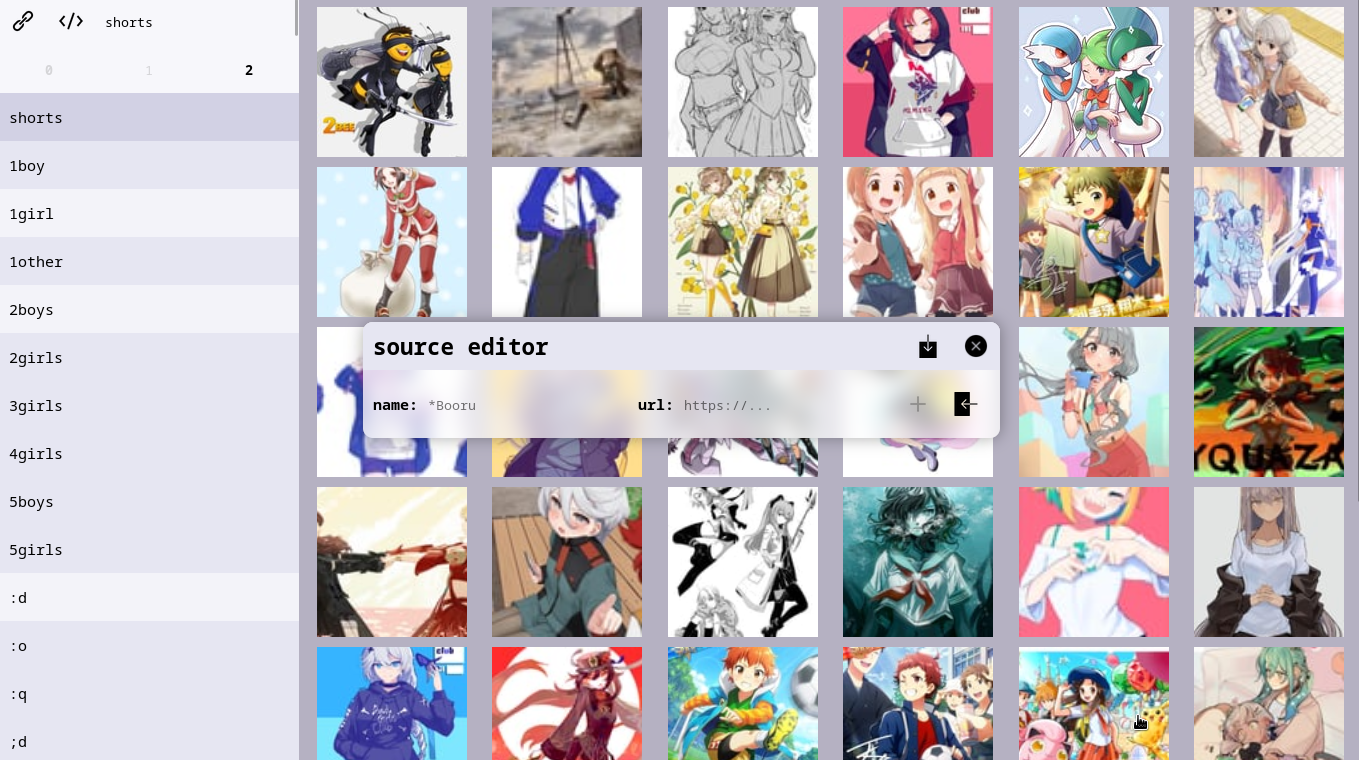 shorts
0 1 2
shorts
1boy
1girl
1other
2boys
2girls
3girls
4girls
5boys
5girls
:d
:o
:q
;d
club
source editor
name: *Booru url: https://...
YQUAZA
club